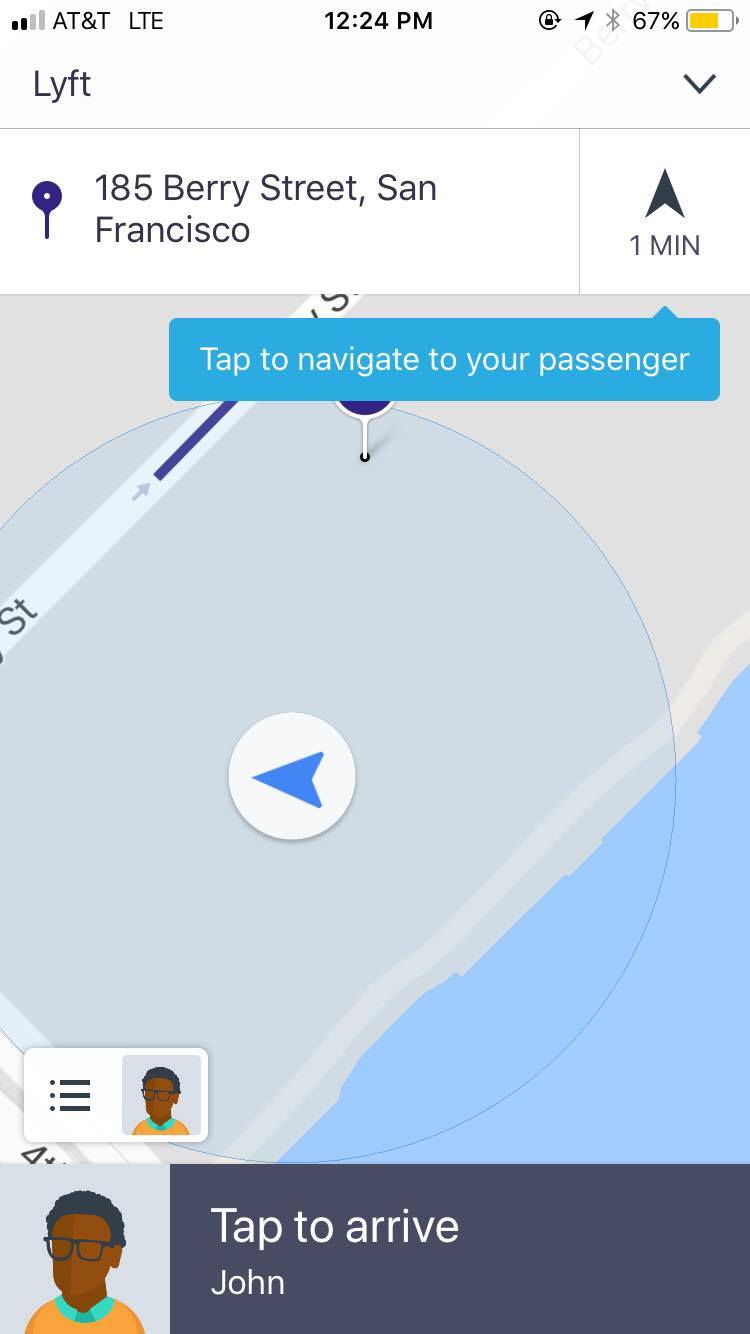 AT&T LTE 12:24 PM 67%
Lyft
185 Berry Street, San
Francisco
1 MIN
Tap to navigate to your passenger
St
Tap to arrive
John